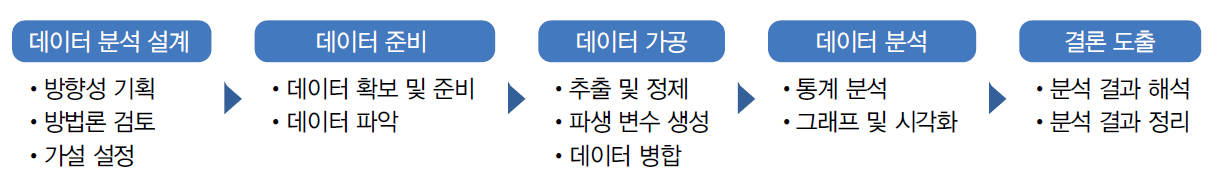 데이터 분석 설계
• 방향성 기획
• 방법론 검토
• 가설 설정
데이터 준비
• 데이터 확보 및 준비
• 데이터 파악
데이터 가공
• 추출 및 정제
• 파생 변수 생성
• 데이터 병합
데이터 분석
• 통계 분석
• 그래프 및 시각화
결론 도출
• 분석 결과 해석
• 분석 결과 정리